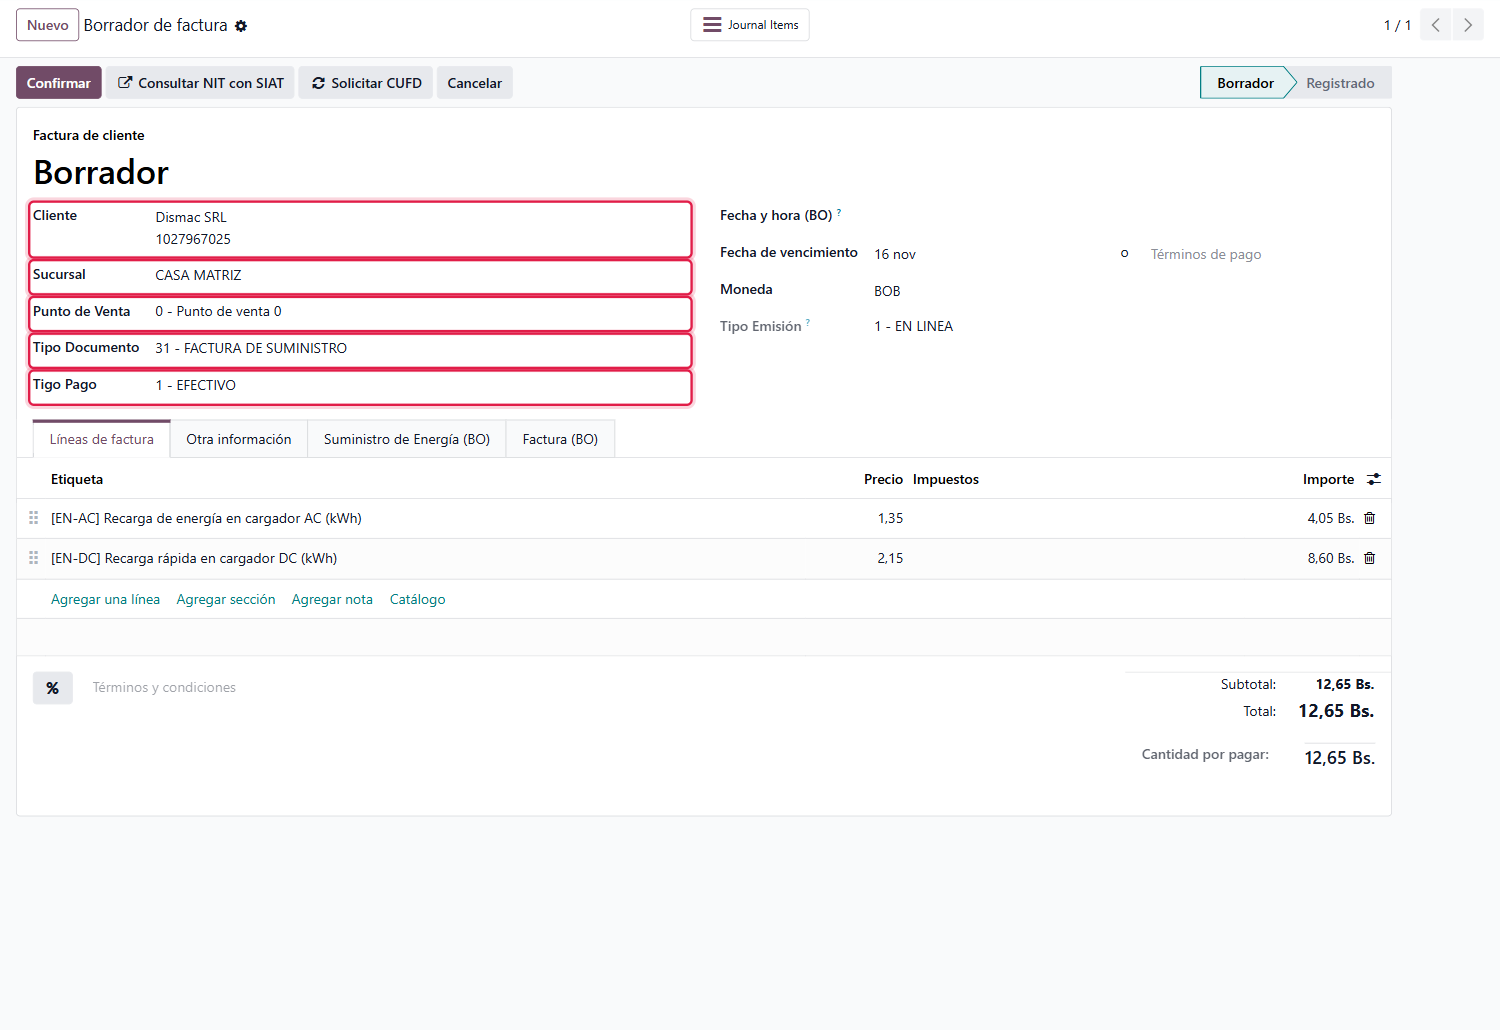 Nuevo Borrador de factura
Journal Items
1 / 1
Confirmar Consultar NIT con SIAT Solicitar CUFD Cancelar
Borrador Registrado
Factura de cliente
Borrador
Cliente Dismac SRL
1027967025
Sucursal CASA MATRIZ
Punto de Venta 0 - Punto de venta 0
Tipo Documento 31 - FACTURA DE SUMINISTRO
Tigo Pago 1 - EFECTIVO
Fecha y hora (BO) ?
Fecha de vencimiento 16 nov o Términos de pago
Moneda BOB
Tipo Emisión ? 1 - EN LINEA
Líneas de factura Otra información Suministro de Energía (BO) Factura (BO)
Etiqueta Precio Impuestos Importe
[EN-AC] Recarga de energía en cargador AC (kWh) 1,35 4,05 Bs.
[EN-DC] Recarga rápida en cargador DC (kWh) 2,15 8,60 Bs.
Agregar una línea Agregar sección Agregar nota Catálogo
% Términos y condiciones
Subtotal: 12,65 Bs.
Total: 12,65 Bs.
Cantidad por pagar: 12,65 Bs.